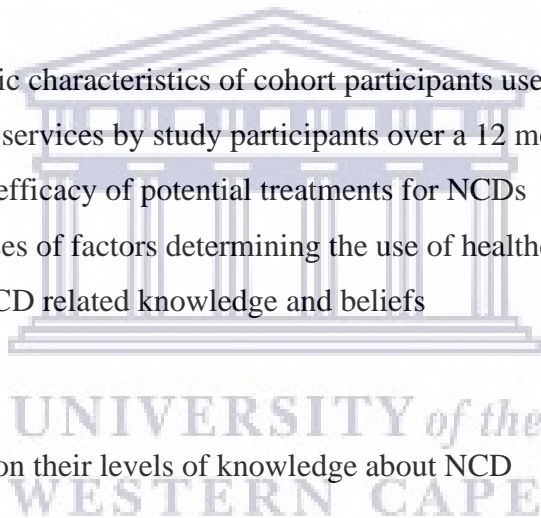 ic characteristics of cohort participants use
services by study participants over a 12 m
efficacy of potential treatments for NCDs
es of factors determining the use of health
CD related knowledge and beliefs
UNIVERSITY of the
on their levels of knowledge about NCD
WESTERN CAPE